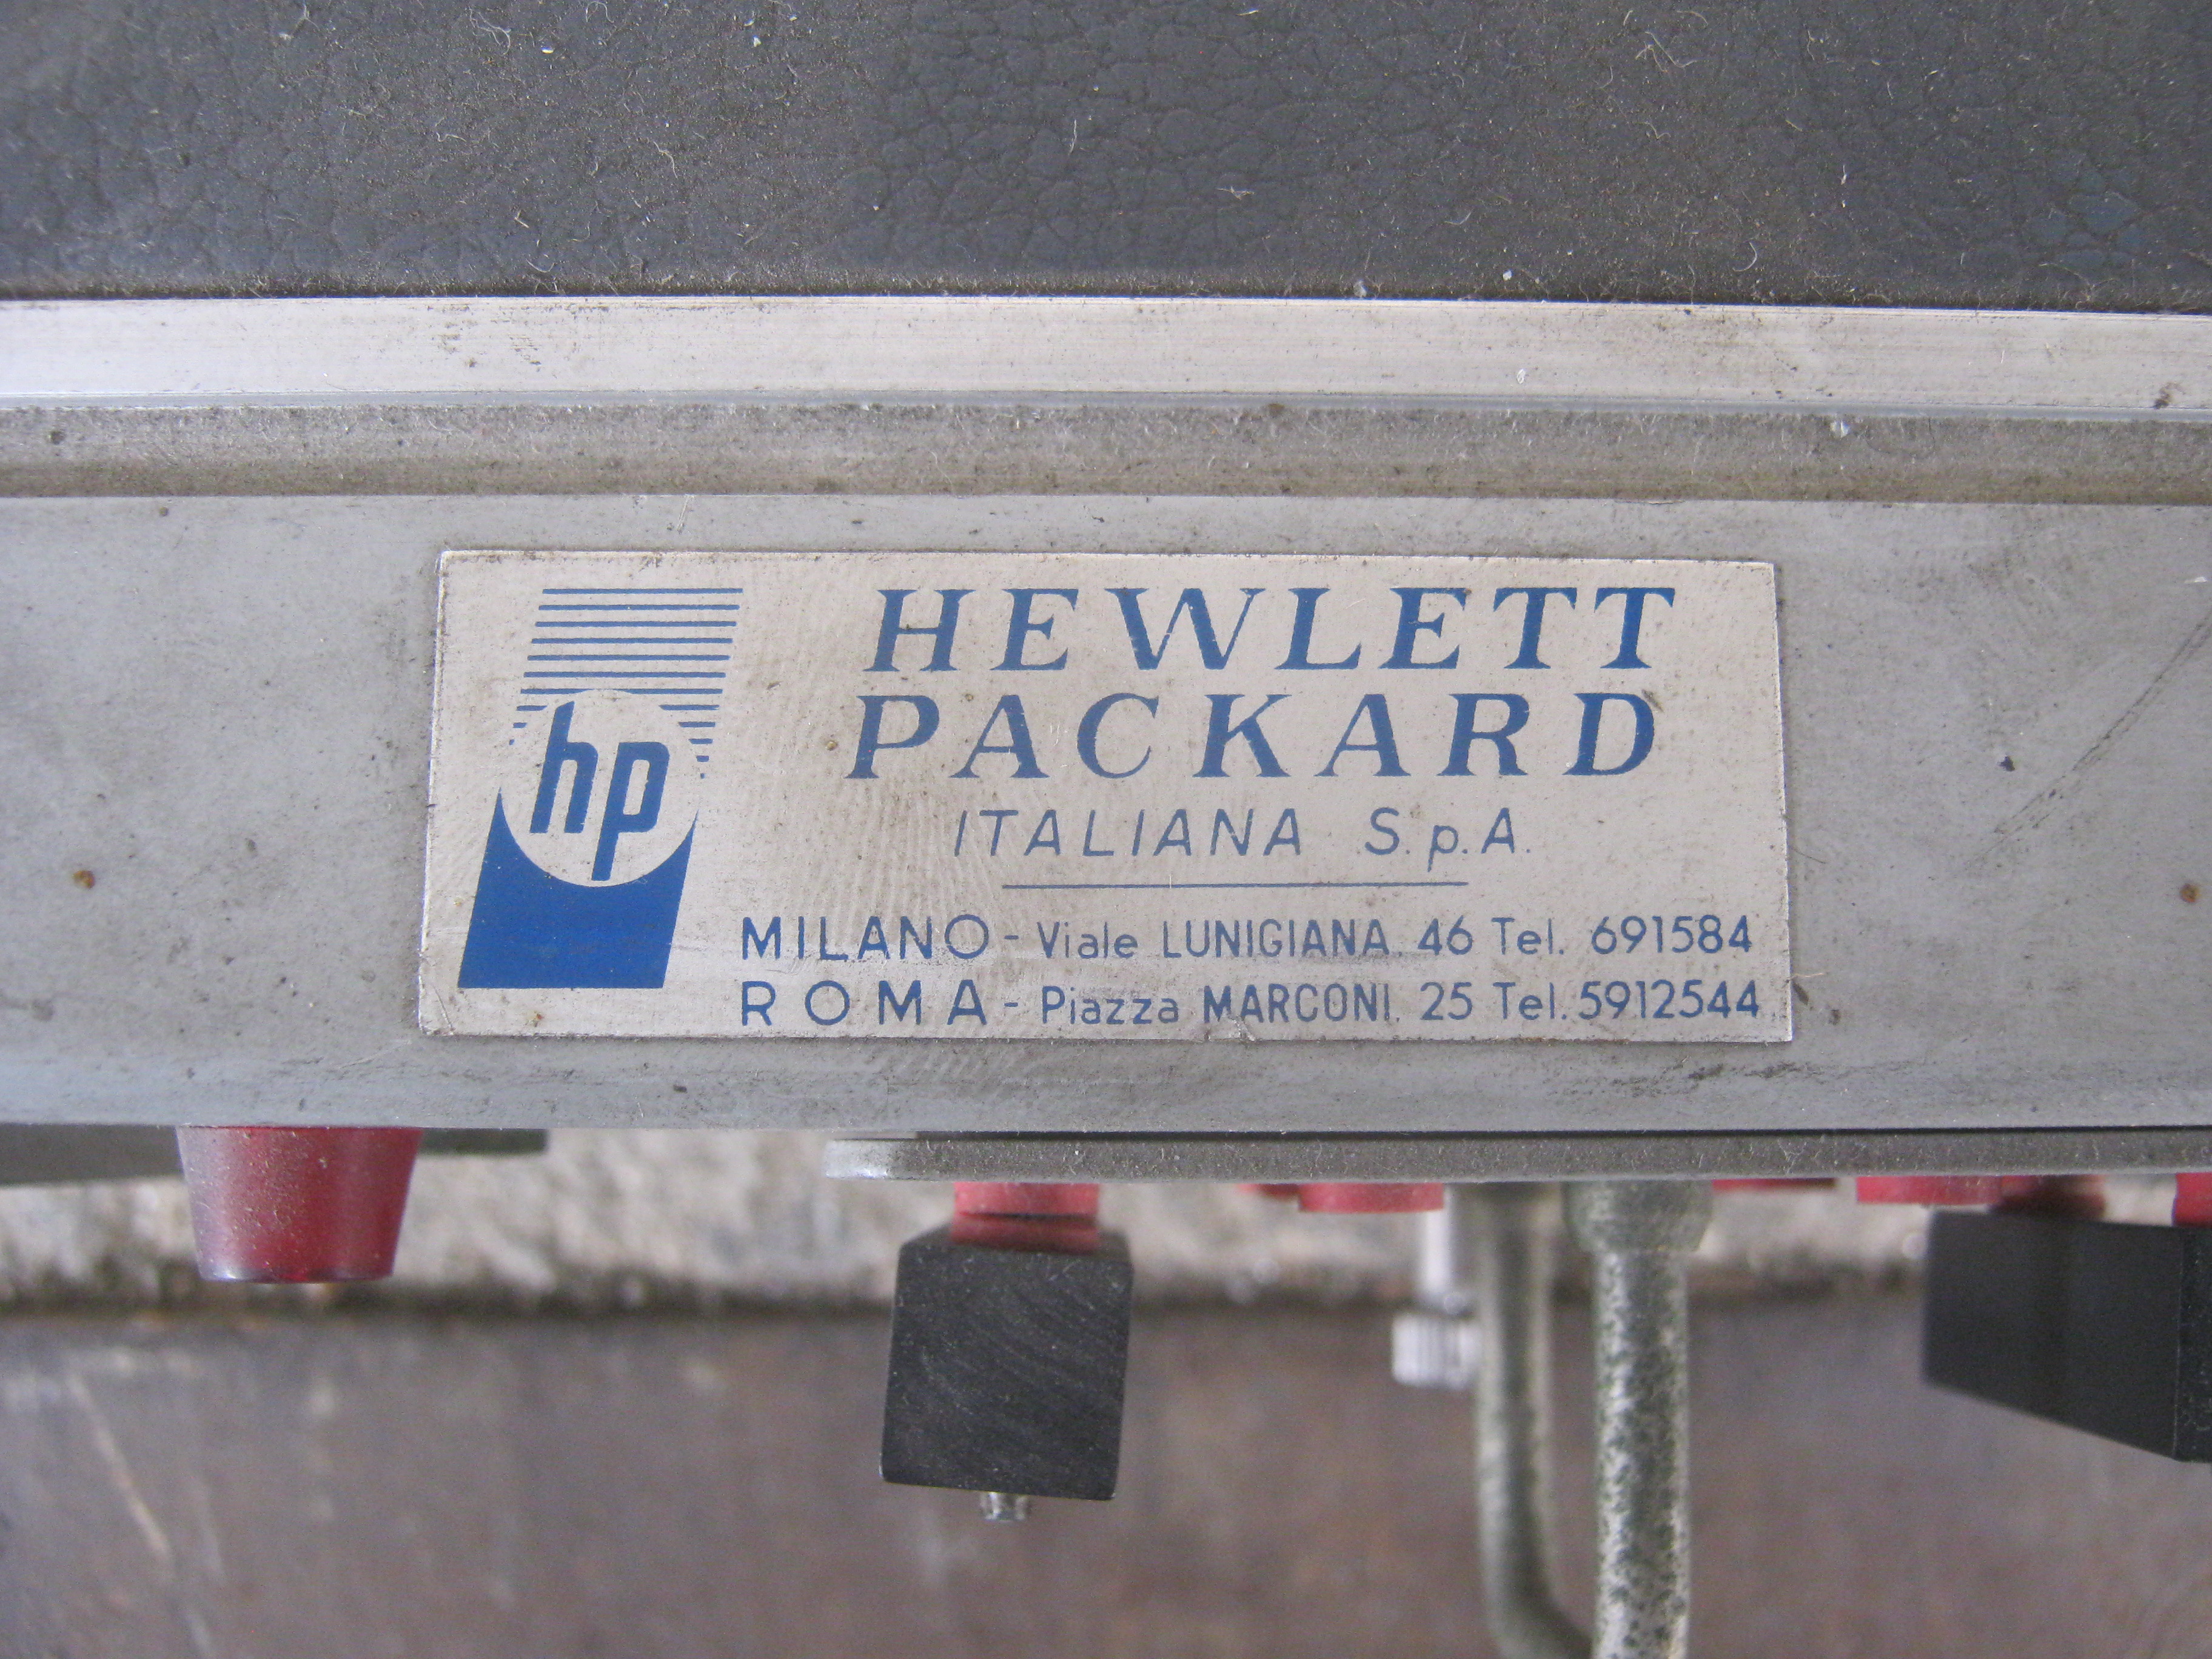 hp
HEWLETT
PACKARD
ITALIANA S.p.A.
MILANO - Viale LUNIGIANA. 46 Tel. 691584
ROMA - Piazza MARCONI. 25 Tel. 5912544